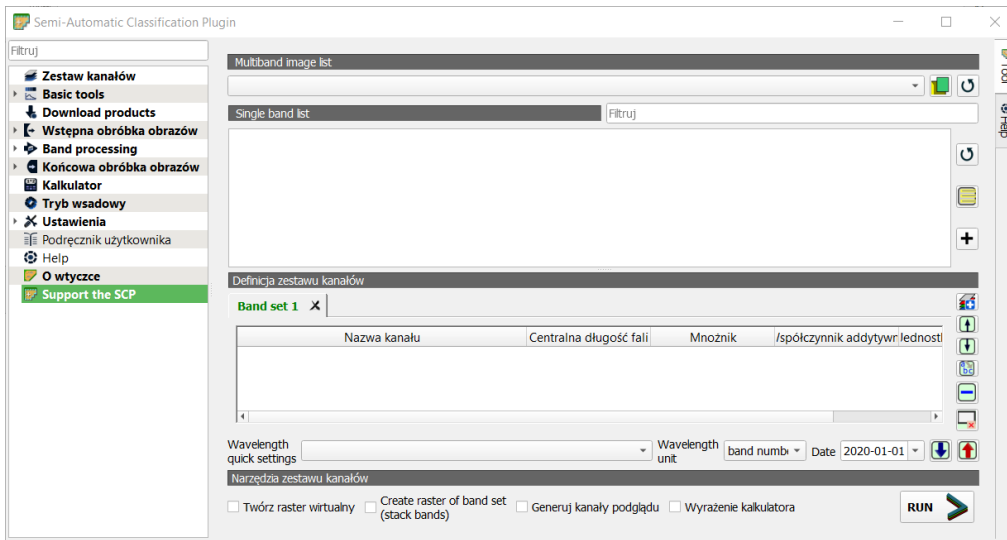 Semi-Automatic Classification Plugin
Filtruj
Zestaw kanałów
Basic tools
Download products
Wstępna obróbka obrazów
Band processing
Końcowa obróbka obrazów
Kalkulator
Tryb wsadowy
Ustawienia
Podręcznik użytkownika
Help
O wtyczce
Support the SCP
Multiband image list
Single band list
Filtruj
Definicja zestawu kanałów
Band set 1
Nazwa kanału
Centralna długość fali
Mnożnik
/spółczynnik addytywn
Jednostl
Wavelength
quick settings
Wavelength
unit
band numb
Date
2020-01-01
Narzędzia zestawu kanałów
Twórz raster wirtualny
Create raster of band set
(stack bands)
Generuj kanały podglądu
Wyrażenie kalkulatora
RUN
Help